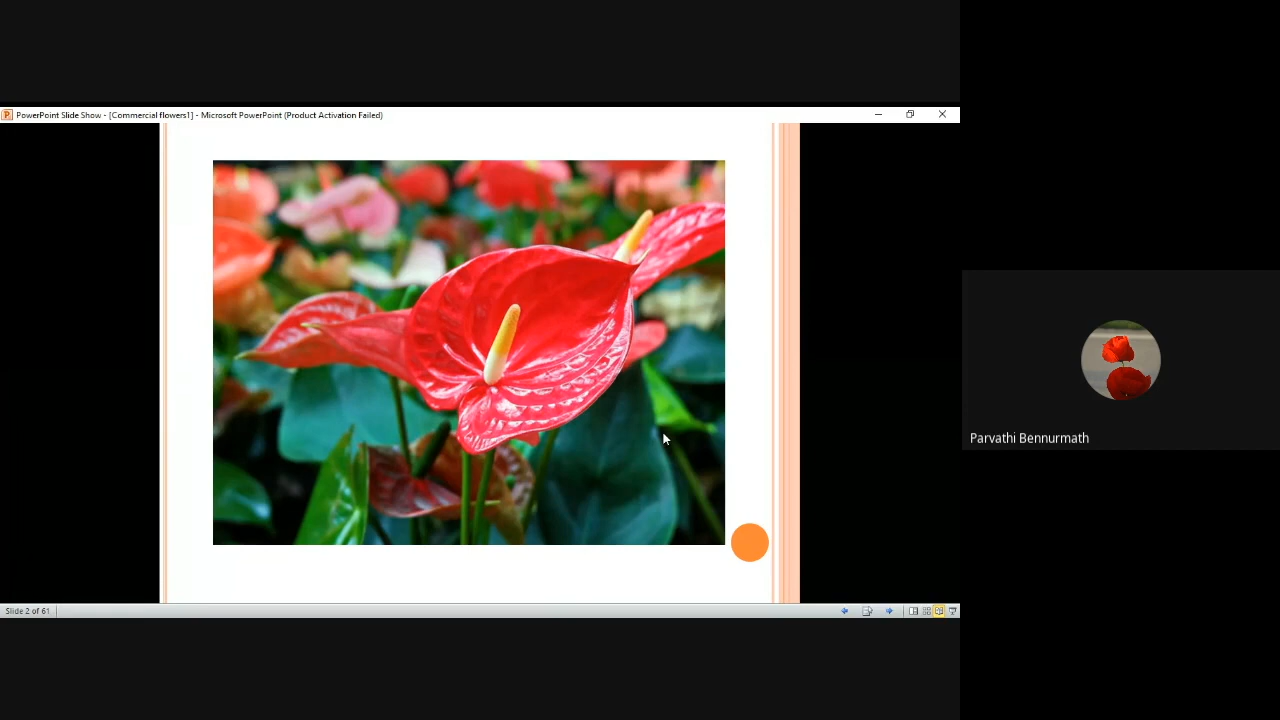 PowerPoint Slide Show - [Commercial flowers1] - Microsoft PowerPoint (Product Activation Failed)
Parvathi Bennurmath
Slide 2 of 61